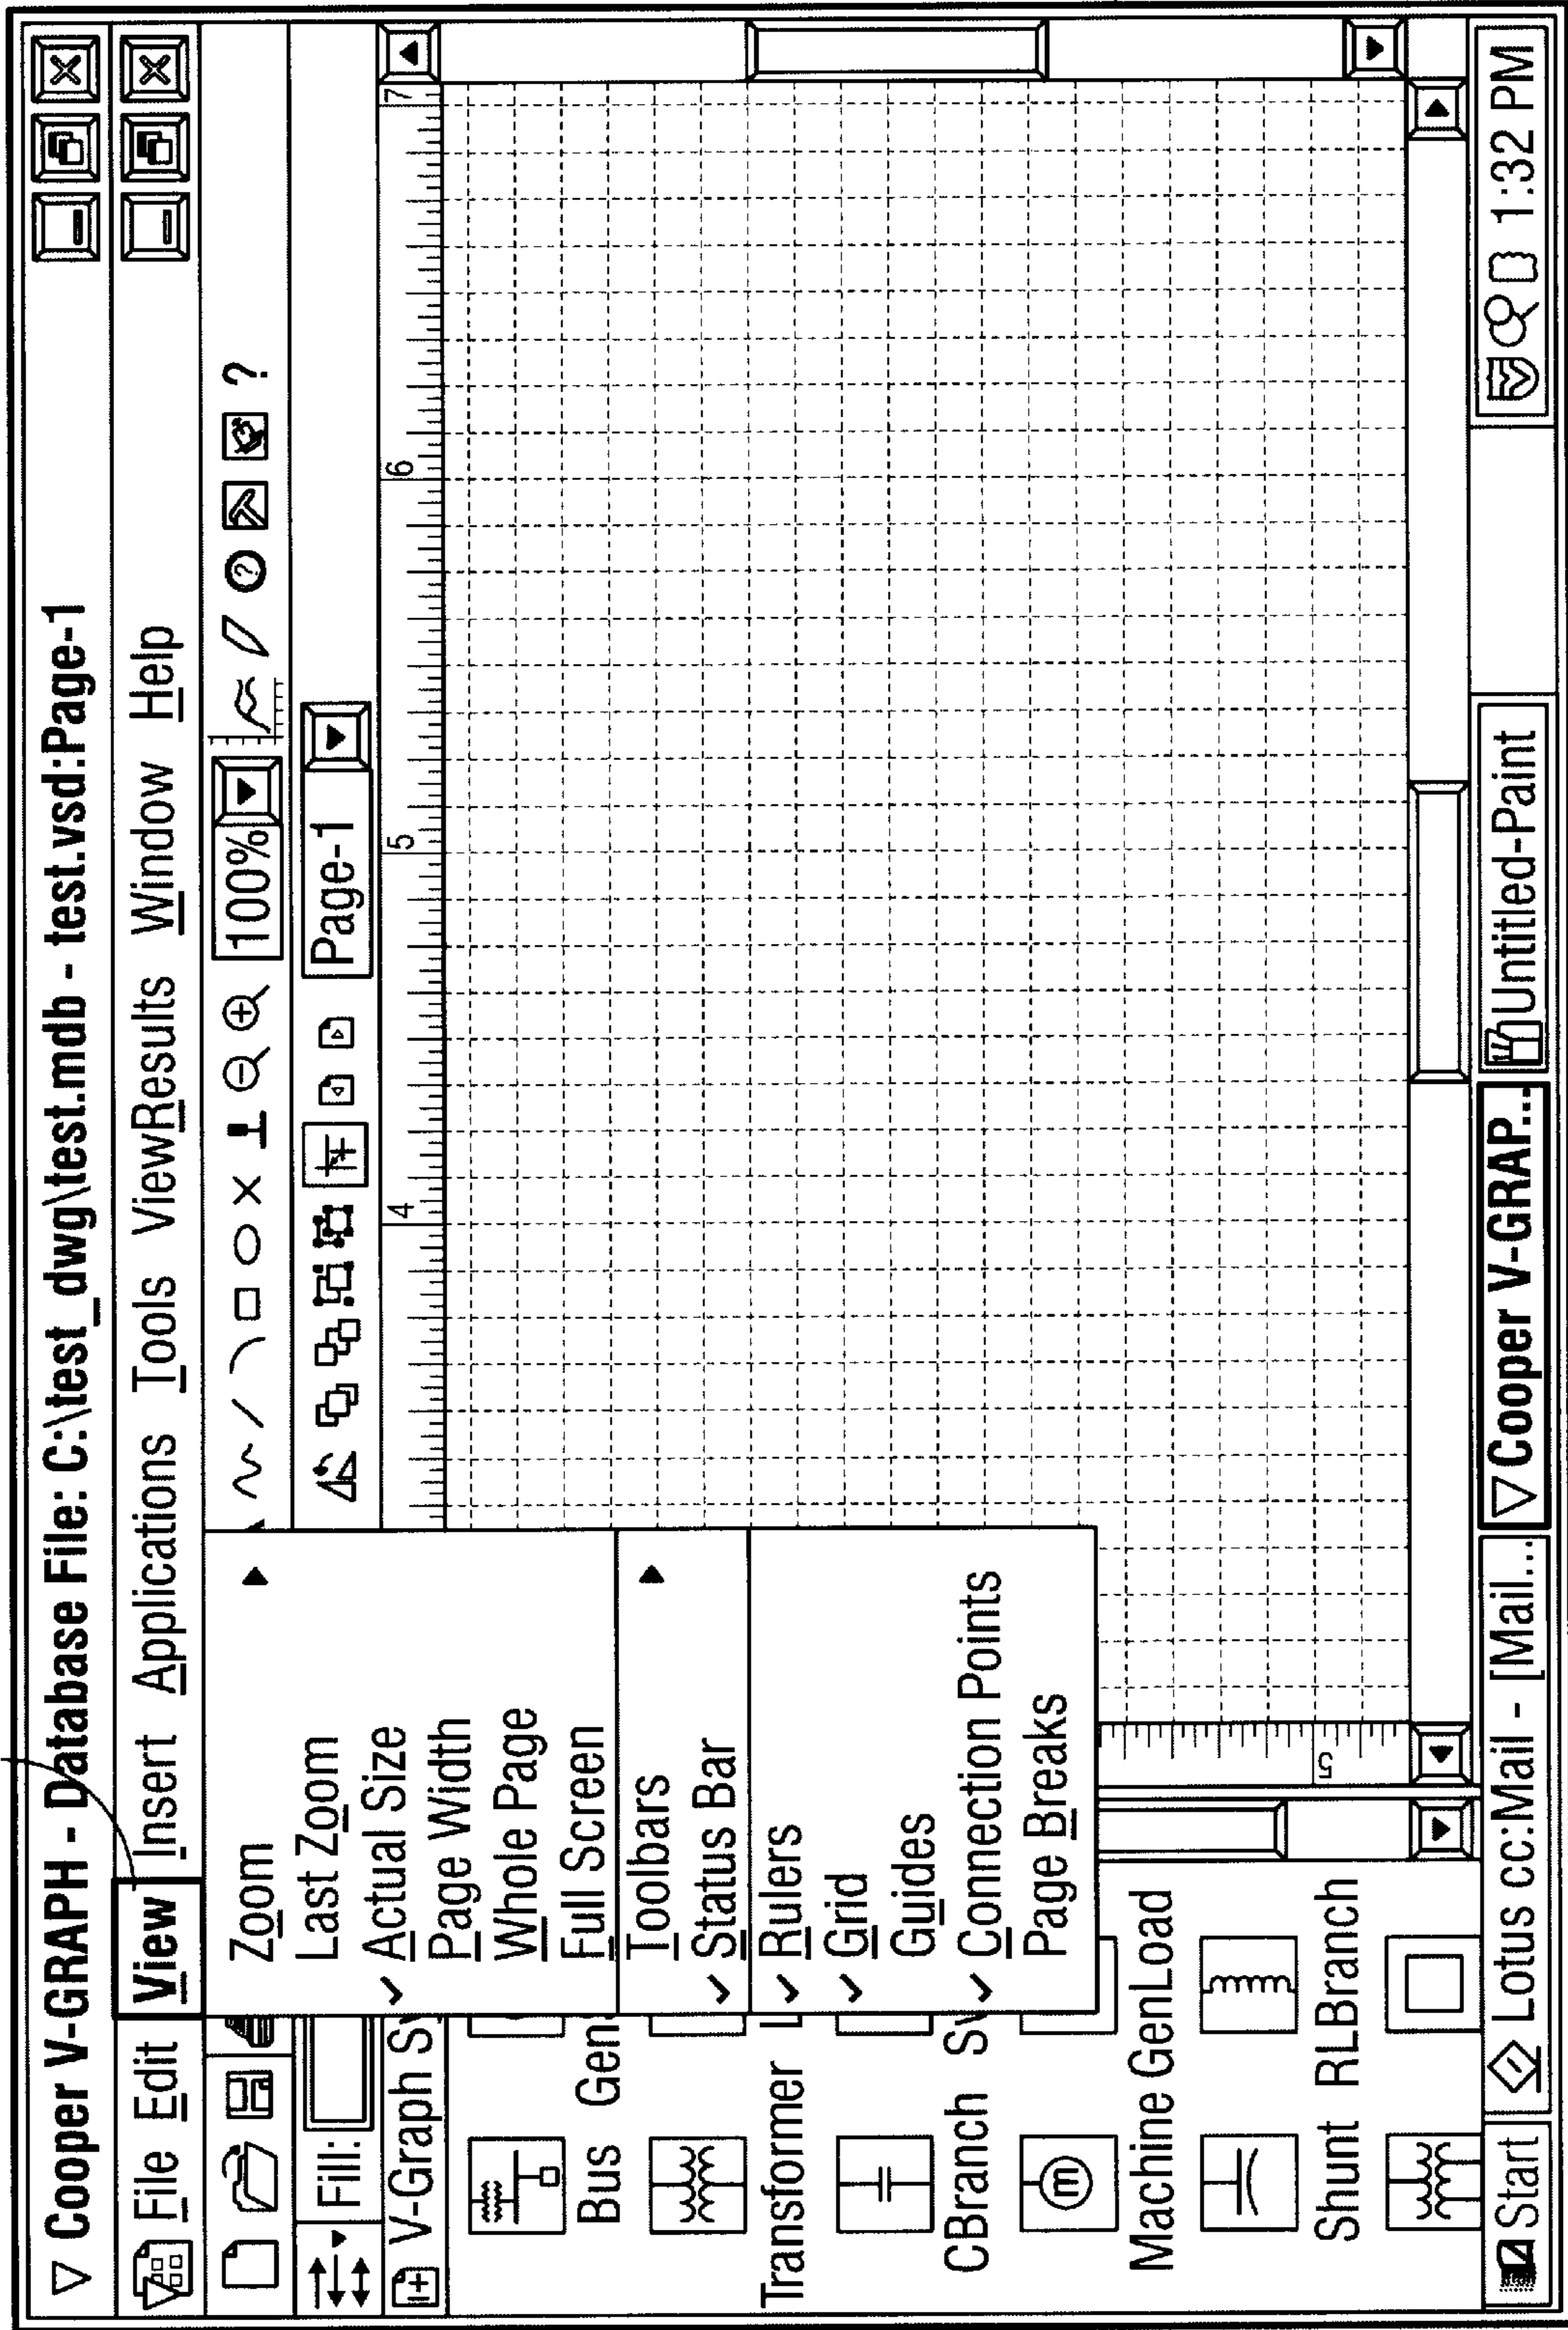 Cooper V-GRAPH - Database File: C:\test_dwg\test.mdb - test.vsd:Page-1
File Edit View Insert Applications Tools ViewResults Window Help
100%
?
Fill:
Page-1
V-Graph
4 5 6 7
Zoom
Last Zoom
Actual Size
Page Width
Whole Page
Full Screen
Toolbars
Status Bar
Rulers
Grid
Guides
Connection Points
Page Breaks
Bus Gen
Transformer
CBranch
m
Machine GenLoad
Shunt RLBranch
5
Start Lotus cc:Mail - [Mail... Cooper V-GRAP... Untitled-Paint 1:32 PM